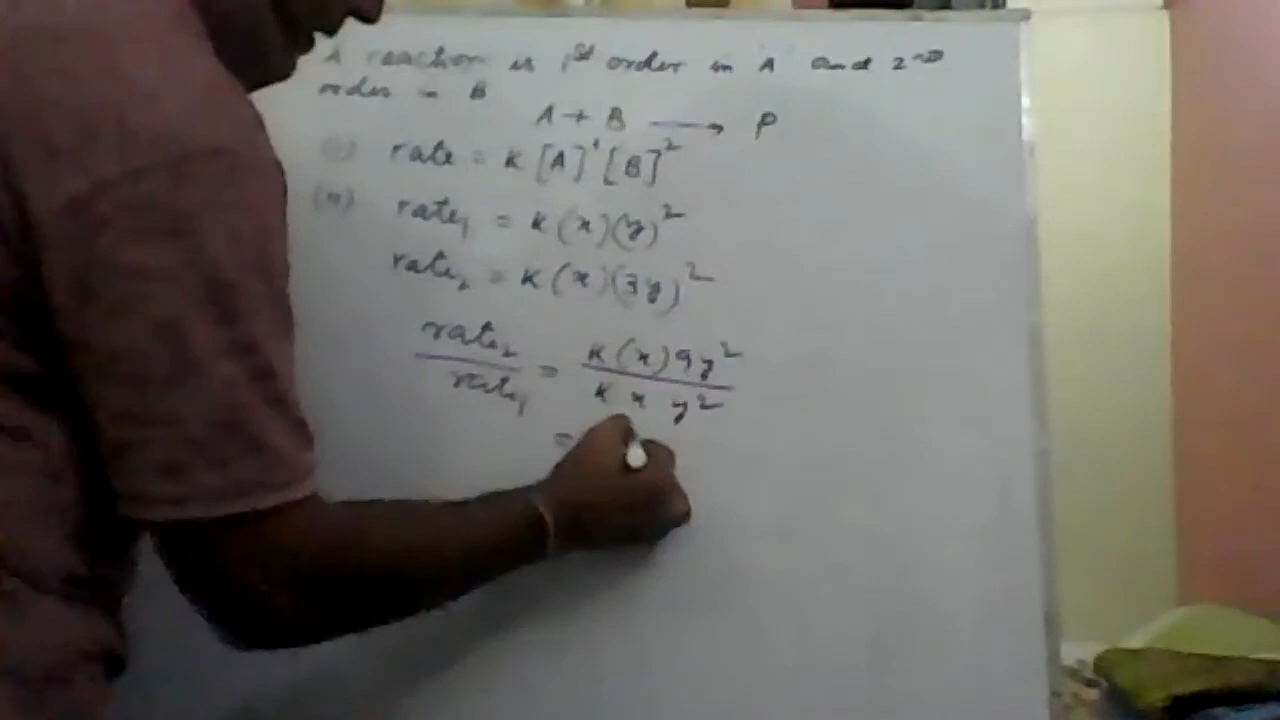 A reaction is 1st order in A and 2nd
order in B
A + B → P
(i) rate = K [A]¹ [B]²
(ii) rate₁ = K (x)(y)²
rate₂ = K (x)(3y)²
rate₂ / rate₁ = K (x) 9y² / K x y²
=